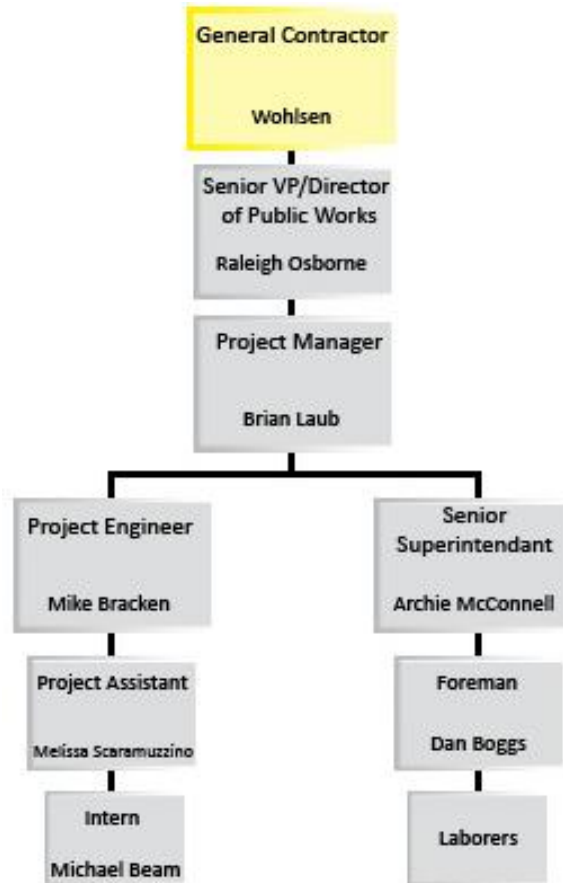 General Contractor
Wohlsen
Senior VP/Director
of Public Works
Raleigh Osborne
Project Manager
Brian Laub
Project Engineer
Mike Bracken
Senior
Superintendant
Archie McConnell
Project Assistant
Melissa Scaramuzzino
Foreman
Dan Boggs
Intern
Michael Beam
Laborers